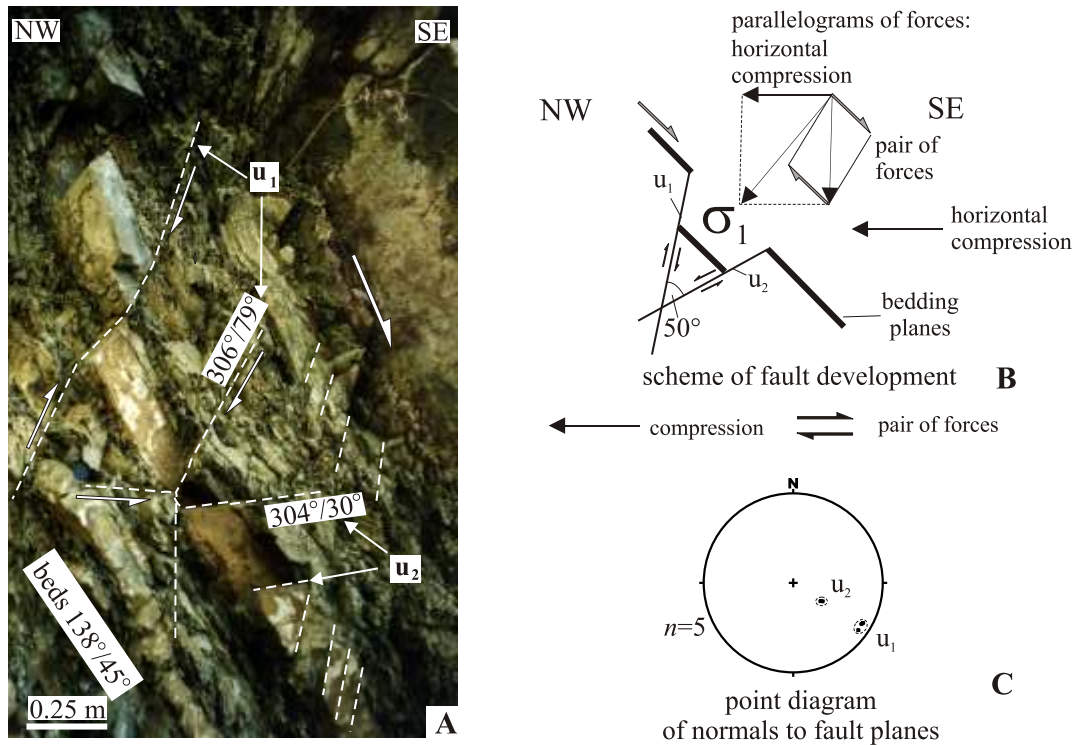 NW
SE
u1
306°/79°
304°/30°
u2
beds 138°/45°
0.25 m
A
parallelograms of forces:
horizontal
compression
NW
SE
pair of
forces
u1
σ1
horizontal
compression
u2
50°
bedding
planes
scheme of fault development
B
compression
pair of forces
N
u2
n=5
u1
C
point diagram
of normals to fault planes